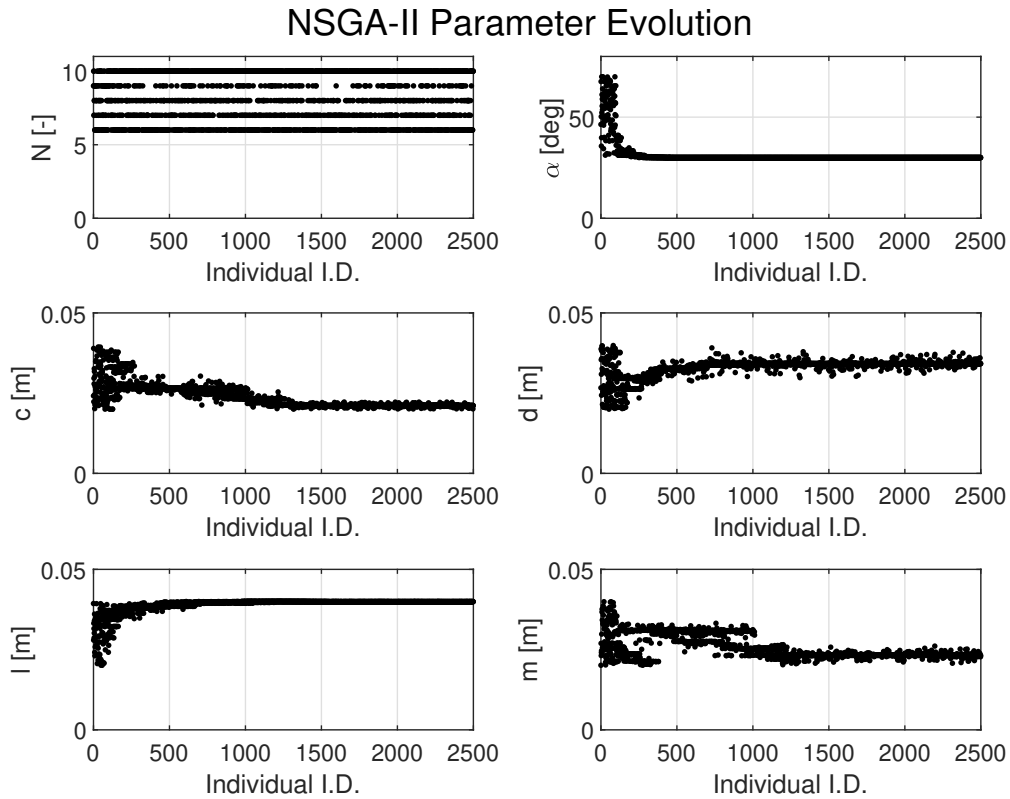 NSGA-II Parameter Evolution
10
5
0
N [-]
0 500 1000 1500 2000 2500
Individual I.D.
50
0
α [deg]
0 500 1000 1500 2000 2500
Individual I.D.
0.05
0
c [m]
0 500 1000 1500 2000 2500
Individual I.D.
0.05
0
d [m]
0 500 1000 1500 2000 2500
Individual I.D.
0.05
0
l [m]
0 500 1000 1500 2000 2500
Individual I.D.
0.05
0
m [m]
0 500 1000 1500 2000 2500
Individual I.D.